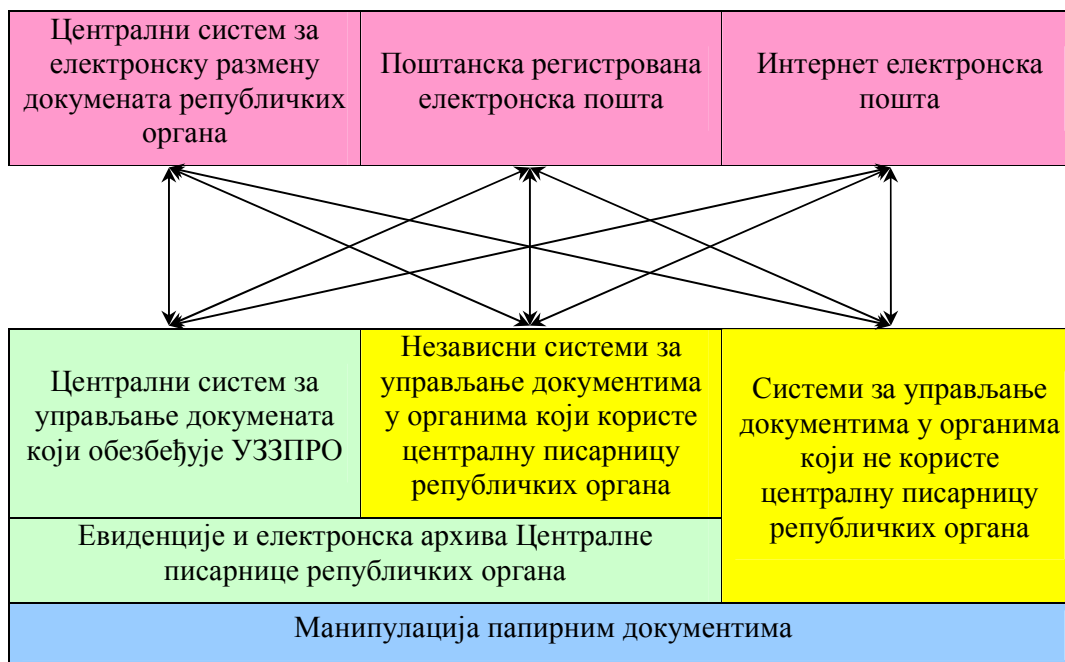 Централни систем за
електронску размену
докумената републичких
органа
Поштанска регистрована
електронска пошта
Интернет електронска
пошта
Централни систем за
управљање докумената
који обезбеђује УЗЗПРО
Независни системи за
управљање документима
у органима који користе
централну писарницу
републичких органа
Системи за управљање
документима у органима
који не користе
централну писарницу
републичких органа
Евиденције и електронска архива Централне
писарнице републичких органа
Манипулација папирним документима